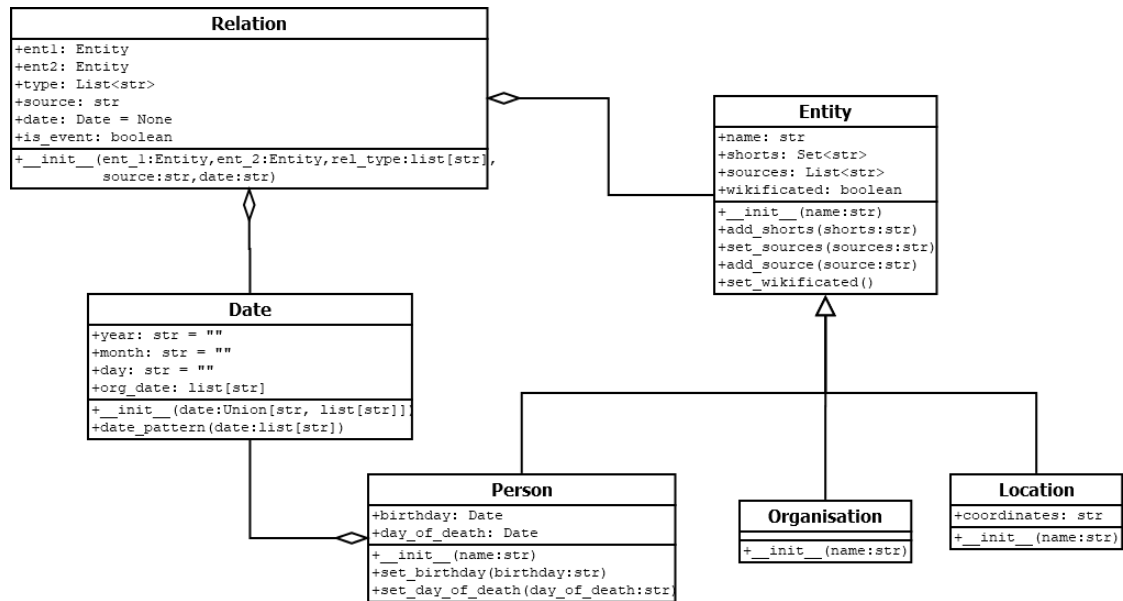 Relation
+ent1: Entity
+ent2: Entity
+type: List<str>
+source: str
+date: Date = None
+is_event: boolean
+__init__(ent_1:Entity,ent_2:Entity,rel_type:list[str],
source:str,date:str)
Entity
+name: str
+shorts: Set<str>
+sources: List<str>
+wikificated: boolean
+__init__(name:str)
+add_shorts(shorts:str)
+set_sources(sources:str)
+add_source(source:str)
+set_wikificated()
Date
+year: str = ""
+month: str = ""
+day: str = ""
+org_date: list[str]
+__init__(date:Union[str, list[str]])
+date_pattern(date:list[str])
Person
+birthday: Date
+day_of_death: Date
+__init__(name:str)
+set_birthday(birthday:str)
+set_day_of_death(day_of_death:str)
Organisation
+__init__(name:str)
Location
+coordinates: str
+__init__(name:str)